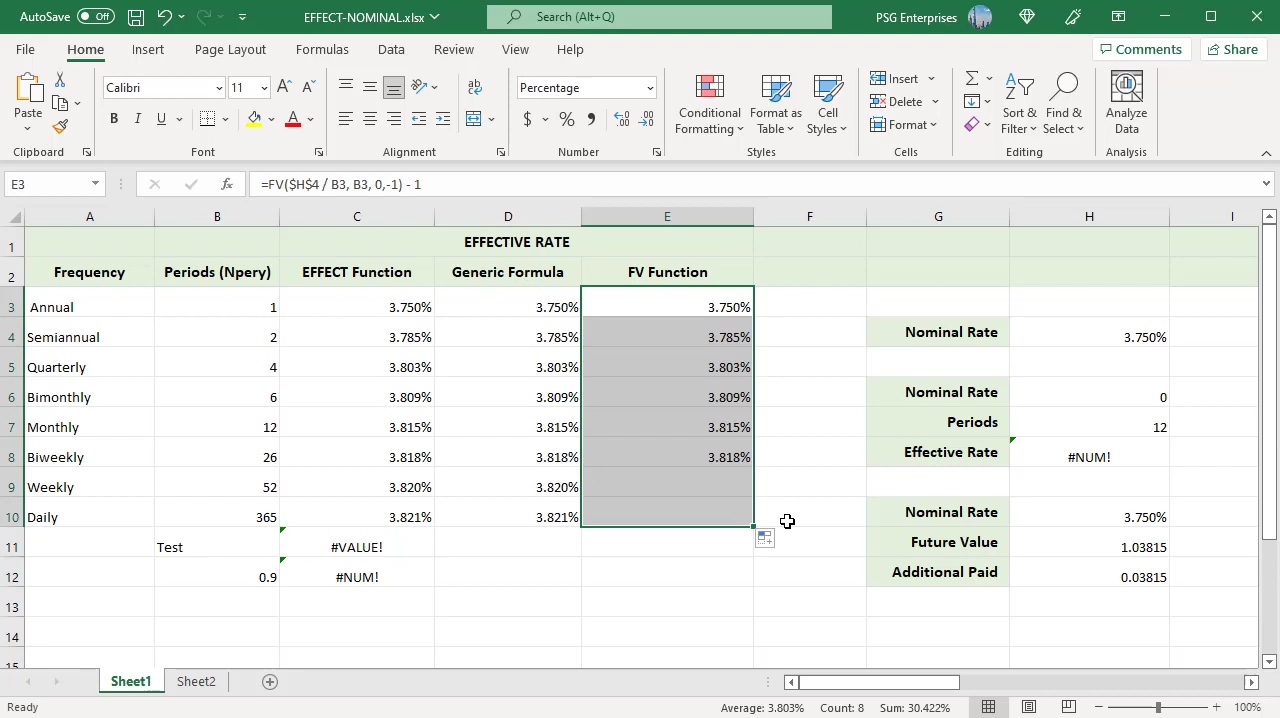 AutoSave Off EFFECT-NOMINAL.xlsx Search (Alt+Q) PSG Enterprises
File Home Insert Page Layout Formulas Data Review View Help Comments Share
Paste
Clipboard
Calibri 11
B I U A
Font
Alignment
Percentage
$ % 9
Number
Conditional Formatting
Format as Table
Cell Styles
Styles
Insert
Delete
Format
Cells
Sort & Filter
Find & Select
Editing
Analyze Data
Analysis
E3 fx =FV($H$4 / B3, B3, 0,-1) - 1
A B C D E F G H I
1 EFFECTIVE RATE
2 Frequency Periods (Npery) EFFECT Function Generic Formula FV Function
3 Annual 1 3.750% 3.750% 3.750%
4 Semiannual 2 3.785% 3.785% 3.785% Nominal Rate 3.750%
5 Quarterly 4 3.803% 3.803% 3.803%
6 Bimonthly 6 3.809% 3.809% 3.809% Nominal Rate 0
7 Monthly 12 3.815% 3.815% 3.815% Periods 12
8 Biweekly 26 3.818% 3.818% 3.818% Effective Rate #NUM!
9 Weekly 52 3.820% 3.820%
10 Daily 365 3.821% 3.821% Nominal Rate 3.750%
11 Test #VALUE! Future Value 1.03815
12 0.9 #NUM! Additional Paid 0.03815
13
14
15
Sheet1 Sheet2
Ready Average: 3.803% Count: 8 Sum: 30.422% 100%